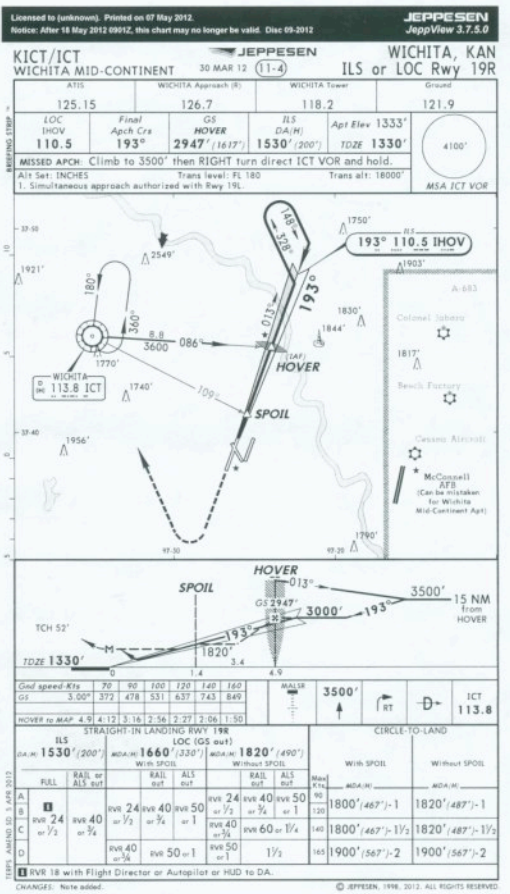 Licensed to (unknown). Printed on 07 May 2012.
Notice: After 18 May 2012 0901Z, this chart may no longer be valid. Disc 09-2012
JEPPESEN
JeppView 3.7.5.0
KICT/ICT
WICHITA MID-CONTINENT
JEPPESEN
30 MAR 12 11-4
WICHITA, KAN
ILS or LOC Rwy 19R
ATIS WICHITA Approach (R) WICHITA Tower Ground
125.15 126.7 118.2 121.9
BRIEFING STRIP
LOC IHOV 110.5
Final Apch Crs 193°
GS HOVER 2947' (1617')
ILS DA(H) 1530' (200')
Apt Elev 1333'
TDZE 1330'
4100'
MSA ICT VOR
MISSED APCH: Climb to 3500' then RIGHT turn direct ICT VOR and hold.
Alt Set: INCHES Trans level: FL 180 Trans alt: 18000'
1. Simultaneous approach authorized with Rwy 19L.
37-50
148°
328°
1750'
ILS
193° 110.5 IHOV
2549'
1921'
1903'
A-683
180°
360°
013°
193°
1830'
1844'
Colonel Jabara
8.8
3600 086°
(IAF)
HOVER
1817'
1770'
WICHITA
113.8 ICT
1740'
109°
SPOIL
Beech Factory
37-40
1956'
Cessna Aircraft
McConnell
AFB
(Can be mistaken
for Wichita
Mid-Continent Apt)
1790'
97-30
97-20
HOVER
SPOIL
013°
GS 2947'
3500'
15 NM
from
HOVER
3000'
193°
193°
TCH 52'
M
1820'
TDZE 1330'
0 1.4 3.4 4.9
Gnd speed-Kts 70 90 100 120 140 160
GS 3.00° 372 478 531 637 743 849
HOVER to MAP 4.9 4:12 3:16 2:56 2:27 2:06 1:50
MALSR
3500'
RT
D
ICT
113.8
STRAIGHT-IN LANDING RWY 19R
CIRCLE-TO-LAND
ILS
LOC (GS out)
DA(H) 1530' (200') MDA(H) 1660' (330') MDA(H) 1820' (490')
With SPOIL Without SPOIL
With SPOIL Without SPOIL
FULL RAIL or ALS out RAIL out ALS out RAIL out ALS out
Max Kts MDA(H) MDA(H)
A B C D
RVR 24 or 1/2
RVR 40 or 3/4
RVR 24 or 1/2 RVR 40 or 3/4 RVR 50 or 1
RVR 24 or 1/2 RVR 40 or 3/4 RVR 50 or 1
RVR 40 or 3/4 RVR 60 or 1 1/4
RVR 40 or 3/4 RVR 50 or 1
RVR 50 or 1 1 1/2
90
120 1800' (467')-1 1820' (487')-1
140 1800' (467')-1 1/2 1820' (487')-1 1/2
165 1900' (567')-2 1900' (567')-2
TERPS AMEND 5D 5 APR 2012
1 RVR 18 with Flight Director or Autopilot or HUD to DA.
CHANGES: Note added.
© JEPPESEN, 1998, 2012. ALL RIGHTS RESERVED.